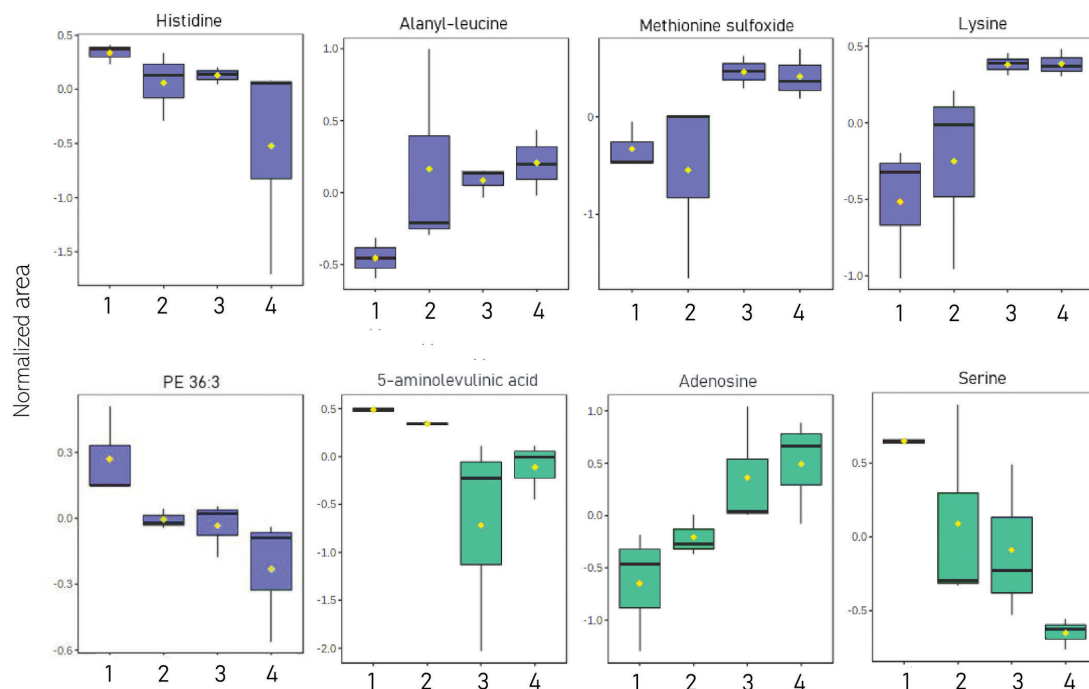 Normalized area
Histidine
0.5
0.0
-0.5
-1.0
-1.5
1 2 3 4
Alanyl-leucine
1.0
0.5
0.0
-0.5
1 2 3 4
Methionine sulfoxide
0
-1
1 2 3 4
Lysine
0.5
0.0
-0.5
-1.0
1 2 3 4
PE 36:3
0.3
0.0
-0.3
-0.6
1 2 3 4
5-aminolevulinic acid
0.5
0.0
-0.5
-1.0
-1.5
-2.0
1 2 3 4
Adenosine
1.0
0.5
0.0
-0.5
-1.0
1 2 3 4
Serine
0.5
0.0
-0.5
1 2 3 4